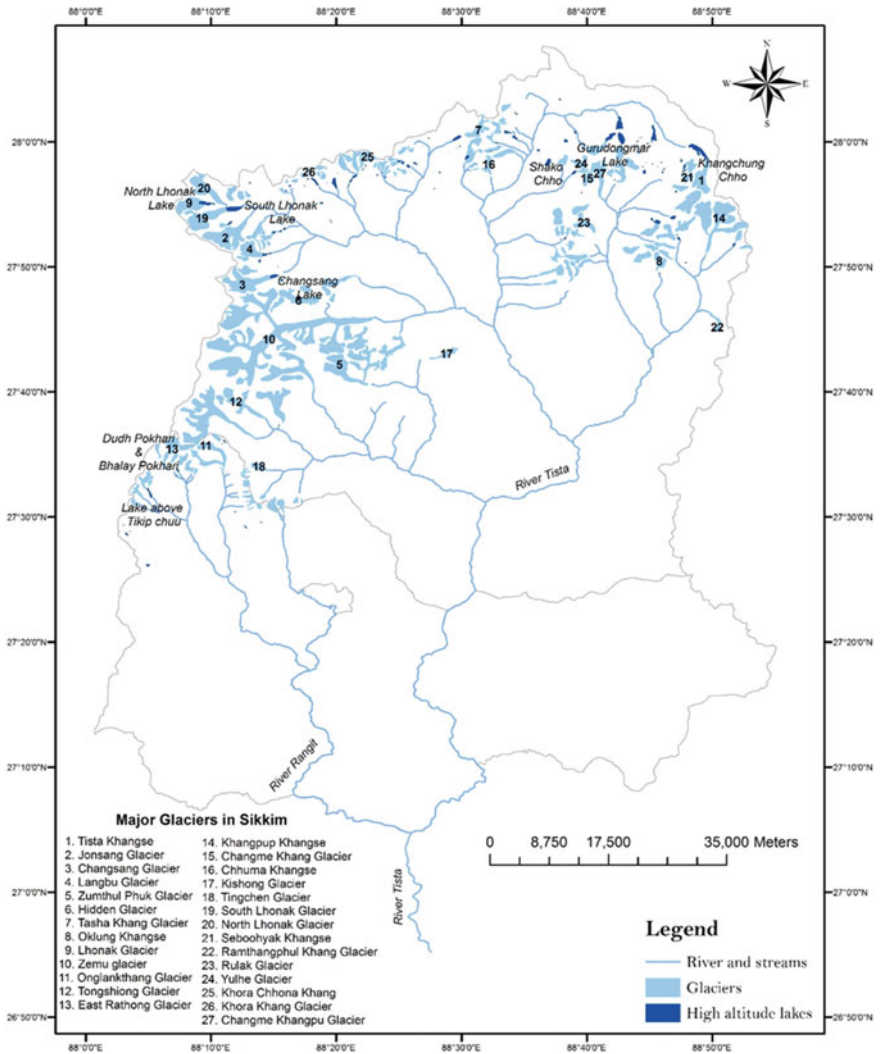 88°0'0"E 88°10'0"E 88°20'0"E 88°30'0"E 88°40'0"E 88°50'0"E
N
W E
S
28°0'0"N 28°0'0"N
7
25
26
16
Gurudongmar
Lake
24
Shako
Chho
15 27
21
Khangchung
Chho
1
20
North Lhonak
Lake
9
19
South Lhonak
Lake
2
4
14
23
8
27°50'0"N 27°50'0"N
3
Changsang
Lake
6
22
10
17
5
27°40'0"N 27°40'0"N
12
Dudh Pokhari
&
Bhalay Pokhari
13
11
18
River Tista
Lake above
Tikip chuu
27°30'0"N 27°30'0"N
27°20'0"N 27°20'0"N
River Rangit
27°10'0"N 27°10'0"N
Major Glaciers in Sikkim
1. Tista Khangse
2. Jonsang Glacier
3. Changsang Glacier
4. Langbu Glacier
5. Zumthul Phuk Glacier
6. Hidden Glacier
7. Tasha Khang Glacier
8. Oklung Khangse
9. Lhonak Glacier
10. Zemu glacier
11. Onglankthang Glacier
12. Tongshiong Glacier
13. East Rathong Glacier
14. Khangpup Khangse
15. Changme Khang Glacier
16. Chhuma Khangse
17. Kishong Glacier
18. Tingchen Glacier
19. South Lhonak Glacier
20. North Lhonak Glacier
21. Seboohyak Khangse
22. Ramthangphul Khang Glacier
23. Rulak Glacier
24. Yulhe Glacier
25. Khora Chhona Khang
26. Khora Khang Glacier
27. Changme Khangpu Glacier
0 8,750 17,500 35,000 Meters
27°0'0"N 27°0'0"N
River Tista
Legend
River and streams
Glaciers
High altitude lakes
26°50'0"N 26°50'0"N
88°0'0"E 88°10'0"E 88°20'0"E 88°30'0"E 88°40'0"E 88°50'0"E